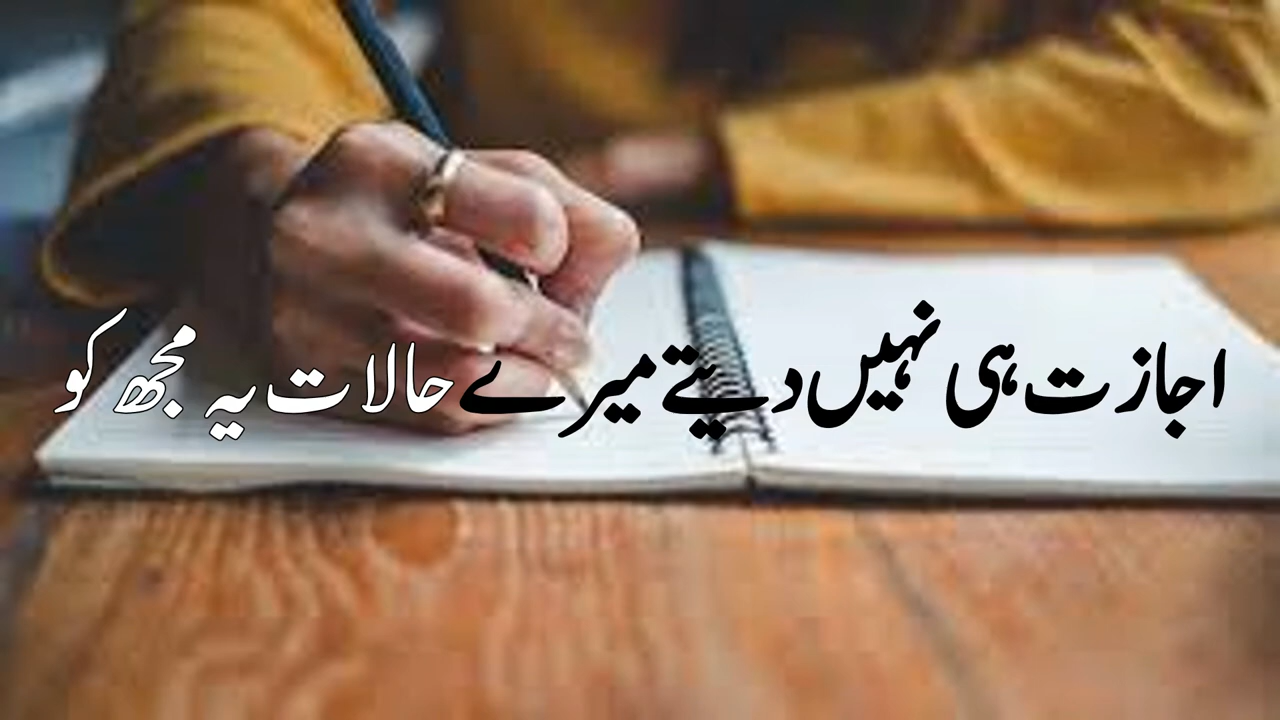 اجازت ہی نہیں دیتے میرے حالات یہ مجھ کو